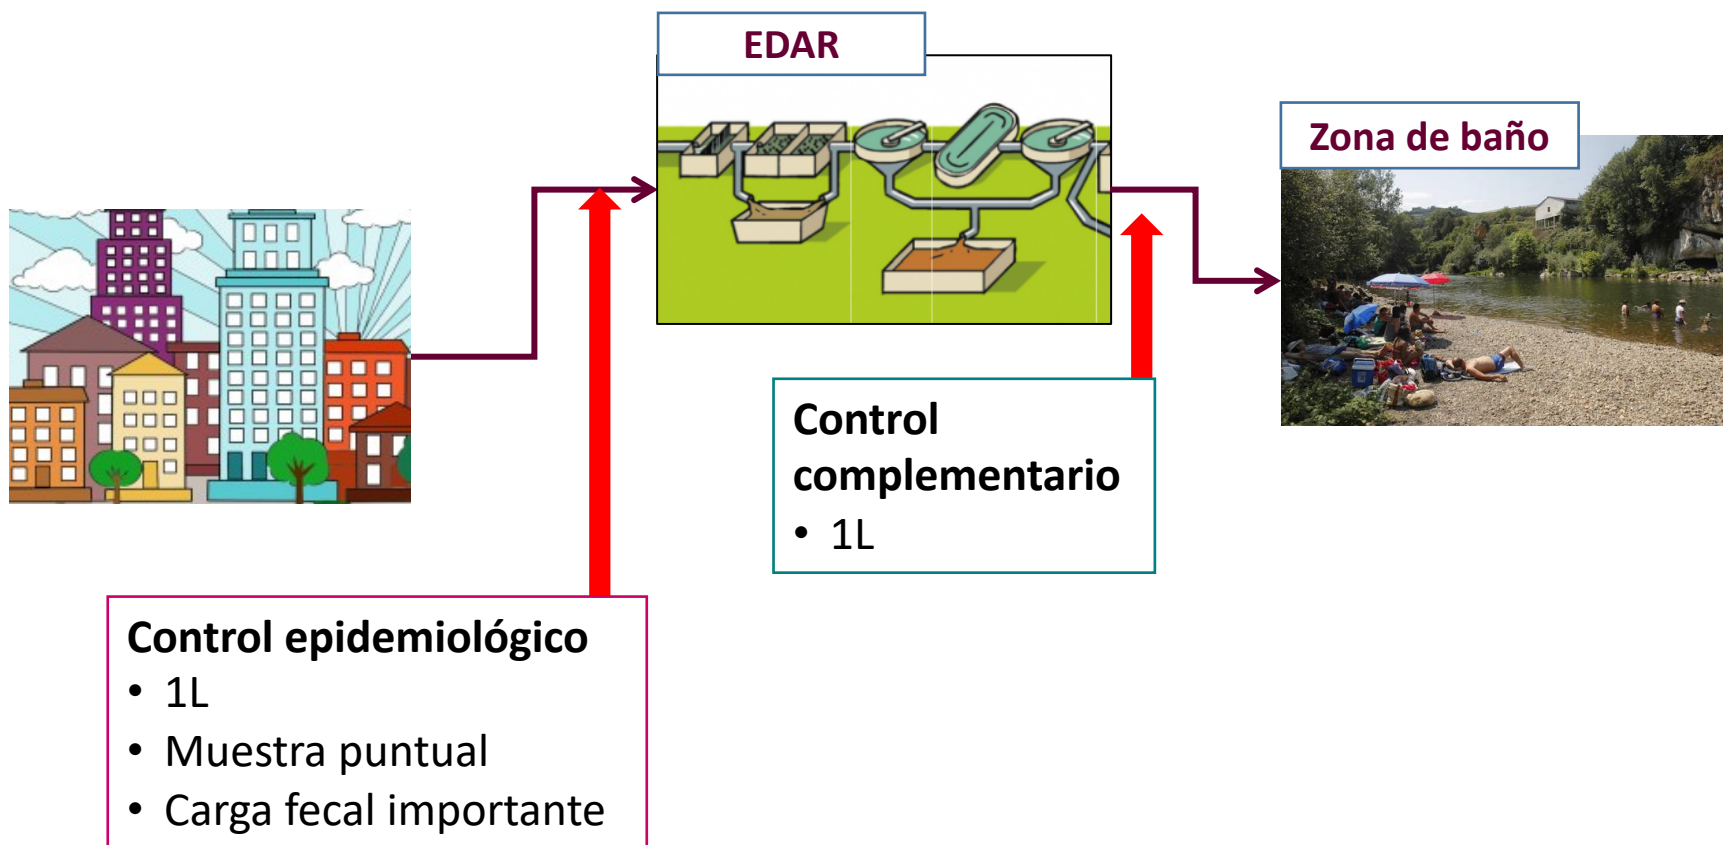 EDAR
Zona de baño
Control
complementario
• 1L
Control epidemiológico
• 1L
• Muestra puntual
• Carga fecal importante